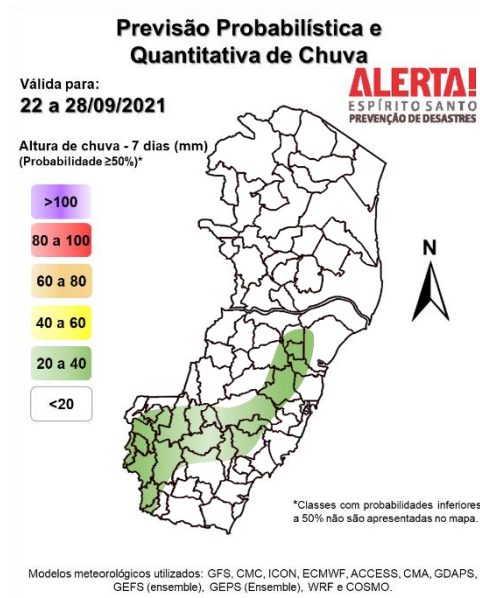 Previsão Probabilística e
Quantitativa de Chuva
Válida para:
22 a 28/09/2021
ALERTA!
ESPÍRITO SANTO
PREVENÇÃO DE DESASTRES
Altura de chuva - 7 dias (mm)
(Probabilidade ≥50%)*
>100
80 a 100
60 a 80
40 a 60
20 a 40
<20
N
*Classes com probabilidades inferiores
a 50% não são apresentadas no mapa.
Modelos meteorológicos utilizados: GFS, CMC, ICON, ECMWF, ACCESS, CMA, GDAPS,
GEFS (ensemble), GEPS (Ensemble), WRF e COSMO.